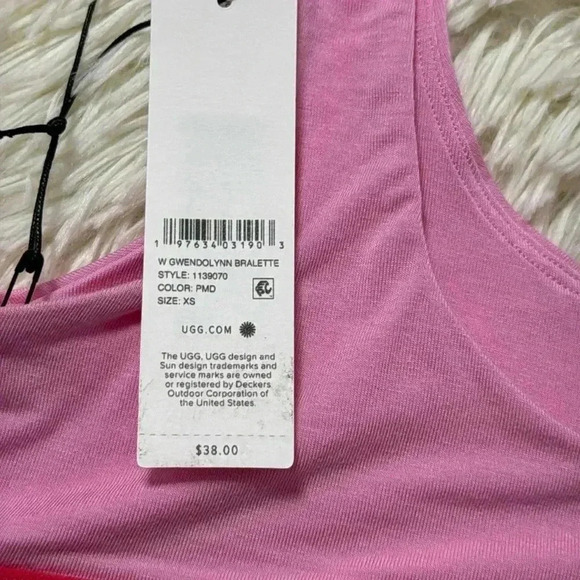 1 97634 03190 3
W GWENDOLYNN BRALETTE
STYLE: 1139070
COLOR: PMD
SIZE: XS
UGG.COM
The UGG, UGG design and
Sun design trademarks and
service marks are owned
or registered by Deckers
Outdoor Corporation of
the United States.
$38.00